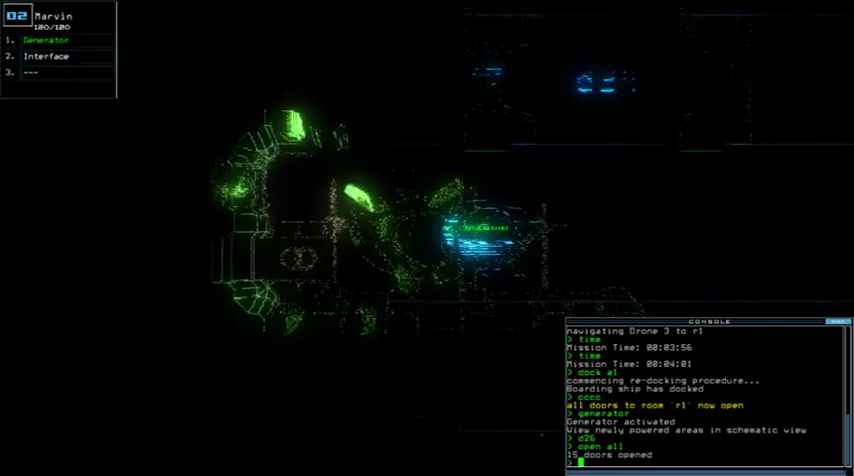 02 Marvin
100/100
1. Generator
2. Interface
3. ---
CONSOLE
navigating Drone 3 to r1
> time
Mission Time: 00:03:56
> time
Mission Time: 00:04:01
> dock a1
commencing re-docking procedure...
Boarding ship has docked
> cccc
all doors to room `r1` now open
> generator
Generator activated
View newly powered areas in schematic view
> d26
> open all
15 doors opened
>